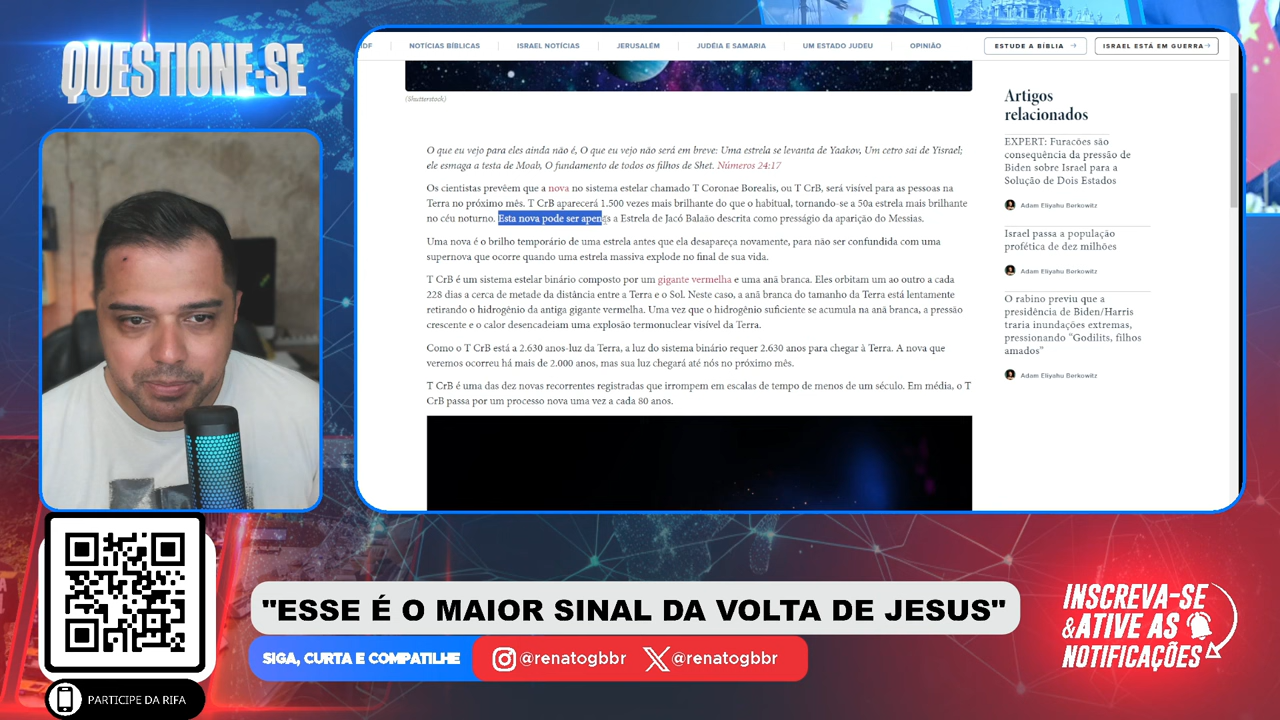 QUESTIONE-SE
DF
NOTÍCIAS BÍBLICAS
ISRAEL NOTÍCIAS
JERUSALÉM
JUDÉIA E SAMARIA
UM ESTADO JUDEU
OPINIÃO
ESTUDE A BÍBLIA
ISRAEL ESTÁ EM GUERRA
(Shutterstock)
O que eu vejo para eles ainda não é, O que eu vejo não será em breve: Uma estrela se levanta de Yaakov, Um cetro sai de Yisrael;
ele esmaga a testa de Moab, O fundamento de todos os filhos de Shet. Números 24:17
Os cientistas prevêem que a nova no sistema estelar chamado T Coronae Borealis, ou T CrB, será visível para as pessoas na
Terra no próximo mês. T CrB aparecerá 1.500 vezes mais brilhante do que o habitual, tornando-se a 50a estrela mais brilhante
no céu noturno. Esta nova pode ser apenas a Estrela de Jacó Balaão descrita como presságio da aparição do Messias.
Uma nova é o brilho temporário de uma estrela antes que ela desapareça novamente, para não ser confundida com uma
supernova que ocorre quando uma estrela massiva explode no final de sua vida.
T CrB é um sistema estelar binário composto por um gigante vermelha e uma anã branca. Eles orbitam um ao outro a cada
228 dias a cerca de metade da distância entre a Terra e o Sol. Neste caso, a anã branca do tamanho da Terra está lentamente
retirando o hidrogênio da antiga gigante vermelha. Uma vez que o hidrogênio suficiente se acumula na anã branca, a pressão
crescente e o calor desencadeiam uma explosão termonuclear visível da Terra.
Como o T CrB está a 2.630 anos-luz da Terra, a luz do sistema binário requer 2.630 anos para chegar à Terra. A nova que
veremos ocorreu há mais de 2.000 anos, mas sua luz chegará até nós no próximo mês.
T CrB é uma das dez novas recorrentes registradas que irrompem em escalas de tempo de menos de um século. Em média, o T
CrB passa por um processo nova uma vez a cada 80 anos.
Artigos
relacionados
EXPERT: Furacões são
consequência da pressão de
Biden sobre Israel para a
Solução de Dois Estados
Adam Eliyahu Berkowitz
Israel passa a população
profética de dez milhões
Adam Eliyahu Berkowitz
O rabino previu que a
presidência de Biden/Harris
traria inundações extremas,
pressionando "Godilits, filhos
amados"
Adam Eliyahu Berkowitz
"ESSE É O MAIOR SINAL DA VOLTA DE JESUS"
SIGA, CURTA E COMPATILHE
@renatogbbr
@renatogbbr
INSCREVA-SE
&ATIVE AS
NOTIFICAÇÕES
PARTICIPE DA RIFA